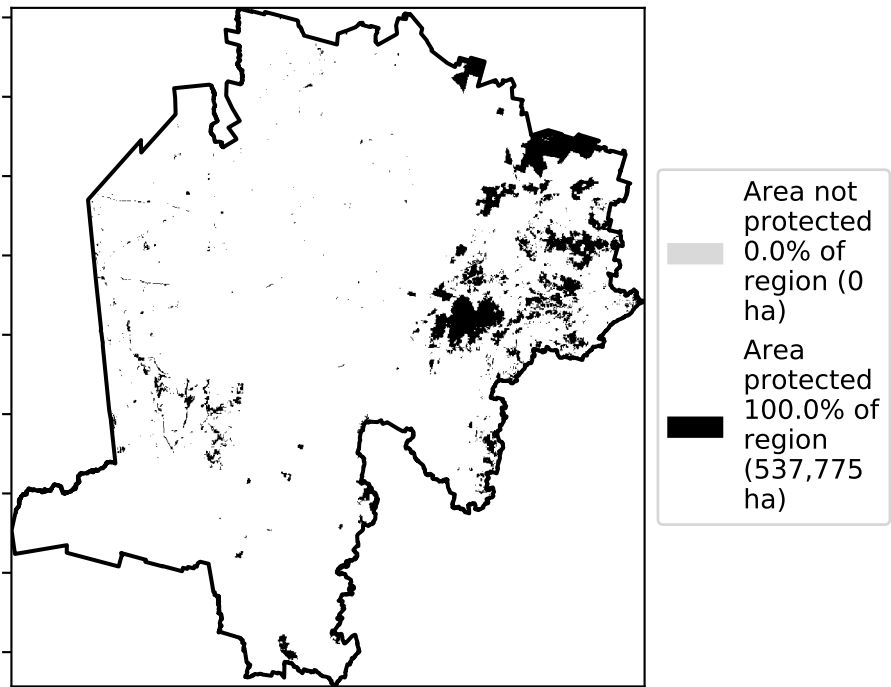 Area not
protected
0.0% of
region (0
ha)
Area
protected
100.0% of
region
(537,775
ha)